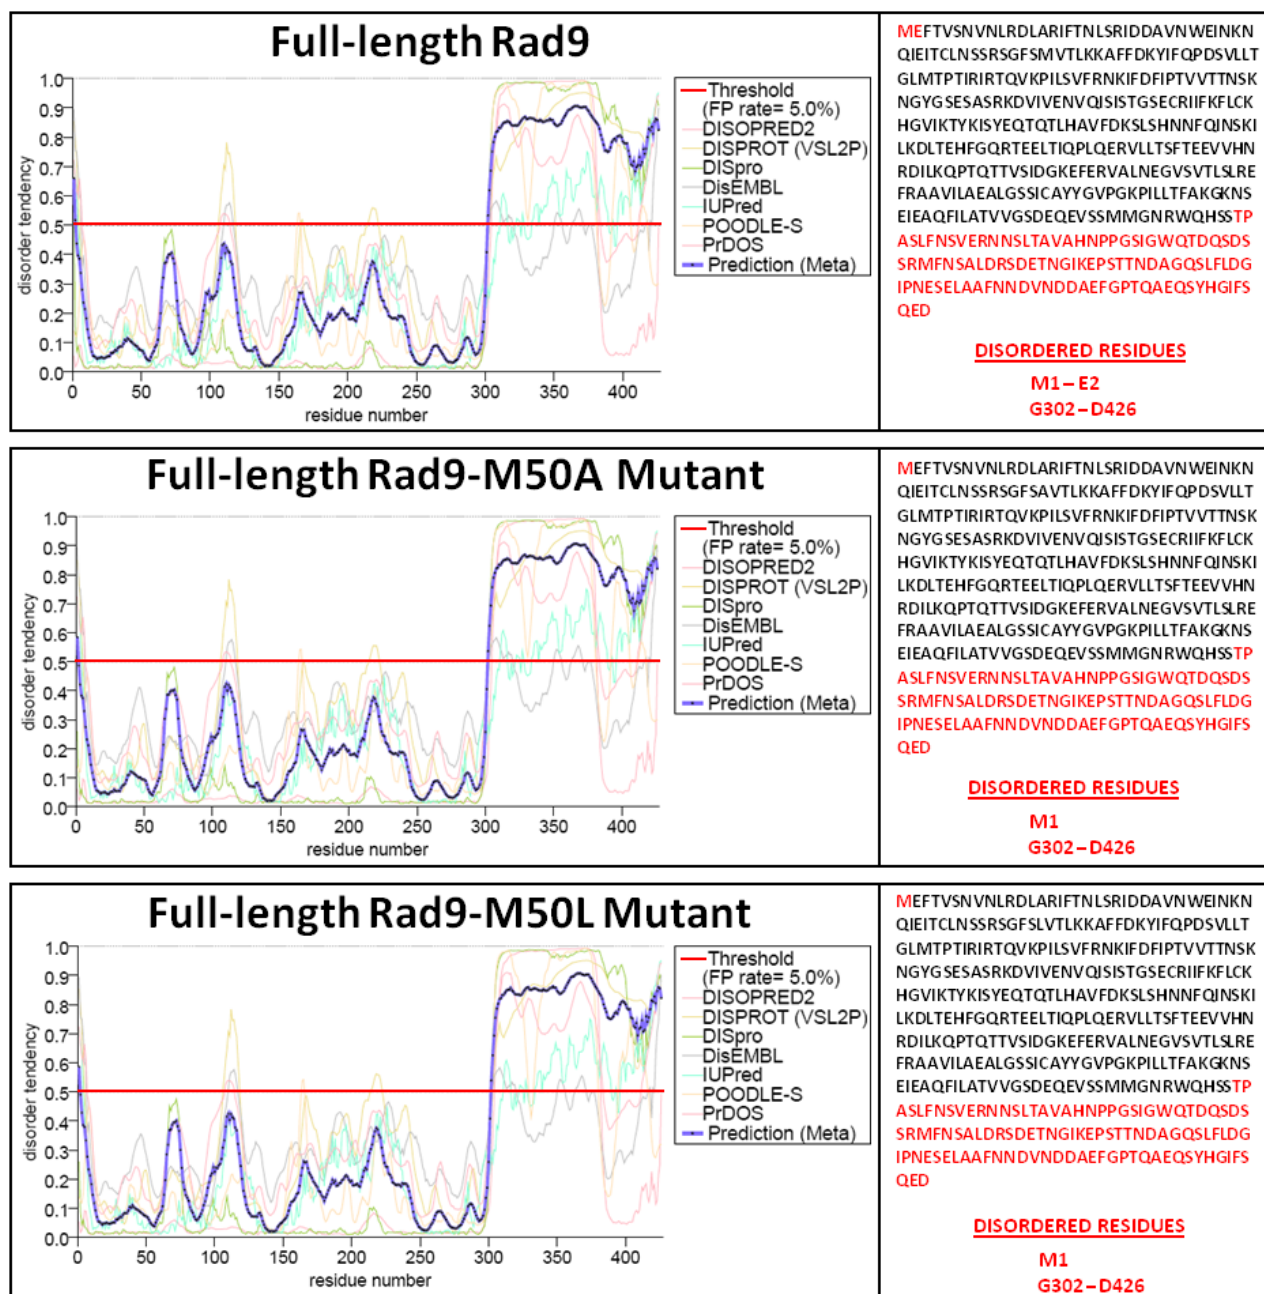 Full-length Rad9
1.0
0.9
0.8
0.7
0.6
0.5
0.4
0.3
0.2
0.1
0.0
disorder tendency
0 50 100 150 200 250 300 350 400
residue number
Threshold
(FP rate= 5.0%)
DISOPRED2
DISPROT (VSL2P)
DISpro
DisEMBL
IUPred
POODLE-S
PrDOS
Prediction (Meta)
MEFTVSNVNLRDLARIFTNLSRIDDAVNWEINKN
QIEITCLNSSRSGFSMVTLKKAFFDKYIFQPDSVLLT
GLMTPTIRIRTQVKPILSVFRNKIFDFIPTVVTTNSK
NGYGSESASRKDVIVENVQISISTGSECRIIFKFLCK
HGVIKTYKISYEQTQTLHAVFDKSLSHNNFQINSKI
LKDLTEHFGQRTEELTIQPLQERVLLTSFTEEVVHN
RDILKQPTQTTVSIDGKEFERVALNEGVSVTLSLRE
FRAAVILAEALGSSICAYYGVPGKPILLTFAKGKNS
EIEAQFILATVVGSDEQEVSSMMGNRWQHSSTP
ASLFNSVERNNSLTAVAHNPPGSIGWQTDQSDS
SRMFNSALDRSDETNGIKEPSTTNDAGQSLFLDG
IPNESELAAFNNDVNDDAEFGPTQAEQSYHGIFS
QED
DISORDERED RESIDUES
M1 – E2
G302 – D426
Full-length Rad9-M50A Mutant
1.0
0.9
0.8
0.7
0.6
0.5
0.4
0.3
0.2
0.1
0.0
disorder tendency
0 50 100 150 200 250 300 350 400
residue number
Threshold
(FP rate= 5.0%)
DISOPRED2
DISPROT (VSL2P)
DISpro
DisEMBL
IUPred
POODLE-S
PrDOS
Prediction (Meta)
MEFTVSNVNLRDLARIFTNLSRIDDAVNWEINKN
QIEITCLNSSRSGFSAVTLKKAFFDKYIFQPDSVLLT
GLMTPTIRIRTQVKPILSVFRNKIFDFIPTVVTTNSK
NGYGSESASRKDVIVENVQISISTGSECRIIFKFLCK
HGVIKTYKISYEQTQTLHAVFDKSLSHNNFQINSKI
LKDLTEHFGQRTEELTIQPLQERVLLTSFTEEVVHN
RDILKQPTQTTVSIDGKEFERVALNEGVSVTLSLRE
FRAAVILAEALGSSICAYYGVPGKPILLTFAKGKNS
EIEAQFILATVVGSDEQEVSSMMGNRWQHSSTP
ASLFNSVERNNSLTAVAHNPPGSIGWQTDQSDS
SRMFNSALDRSDETNGIKEPSTTNDAGQSLFLDG
IPNESELAAFNNDVNDDAEFGPTQAEQSYHGIFS
QED
DISORDERED RESIDUES
M1
G302 – D426
Full-length Rad9-M50L Mutant
1.0
0.9
0.8
0.7
0.6
0.5
0.4
0.3
0.2
0.1
0.0
disorder tendency
0 50 100 150 200 250 300 350 400
residue number
Threshold
(FP rate= 5.0%)
DISOPRED2
DISPROT (VSL2P)
DISpro
DisEMBL
IUPred
POODLE-S
PrDOS
Prediction (Meta)
MEFTVSNVNLRDLARIFTNLSRIDDAVNWEINKN
QIEITCLNSSRSGFSLVTLKKAFFDKYIFQPDSVLLT
GLMTPTIRIRTQVKPILSVFRNKIFDFIPTVVTTNSK
NGYGSESASRKDVIVENVQISISTGSECRIIFKFLCK
HGVIKTYKISYEQTQTLHAVFDKSLSHNNFQINSKI
LKDLTEHFGQRTEELTIQPLQERVLLTSFTEEVVHN
RDILKQPTQTTVSIDGKEFERVALNEGVSVTLSLRE
FRAAVILAEALGSSICAYYGVPGKPILLTFAKGKNS
EIEAQFILATVVGSDEQEVSSMMGNRWQHSSTP
ASLFNSVERNNSLTAVAHNPPGSIGWQTDQSDS
SRMFNSALDRSDETNGIKEPSTTNDAGQSLFLDG
IPNESELAAFNNDVNDDAEFGPTQAEQSYHGIFS
QED
DISORDERED RESIDUES
M1
G302 – D426